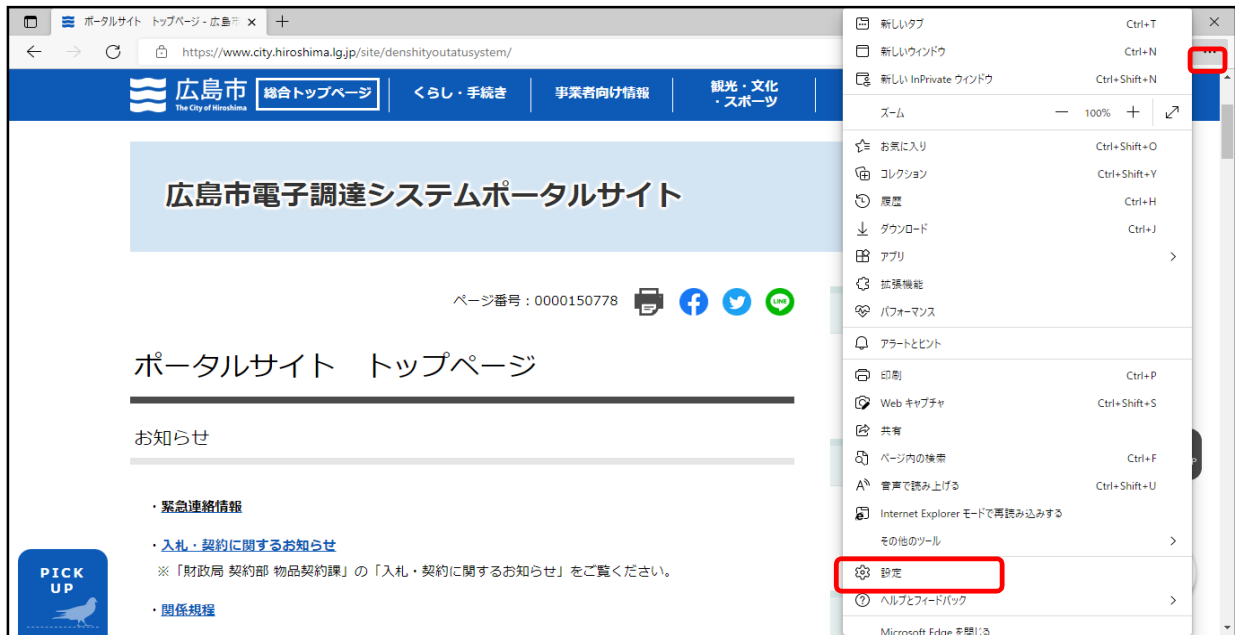 ポータルサイト トップページ - 広島市
https://www.city.hiroshima.lg.jp/site/denshityoutatusystem/
広島市
The City of Hiroshima
総合トップページ
くらし・手続き
事業者向け情報
観光・文化
・スポーツ
広島市電子調達システムポータルサイト
ページ番号：0000150778
LINE
ポータルサイト　トップページ
お知らせ
・緊急連絡情報
・入札・契約に関するお知らせ
※「財政局 契約部 物品契約課」の「入札・契約に関するお知らせ」をご覧ください。
・関係規程
PICK
UP
新しいタブ Ctrl+T
新しいウィンドウ Ctrl+N
新しい InPrivate ウィンドウ Ctrl+Shift+N
ズーム 100%
お気に入り Ctrl+Shift+O
コレクション Ctrl+Shift+Y
履歴 Ctrl+H
ダウンロード Ctrl+J
アプリ
拡張機能
パフォーマンス
アラートとヒント
印刷 Ctrl+P
Web キャプチャ Ctrl+Shift+S
共有
ページ内の検索 Ctrl+F
音声で読み上げる Ctrl+Shift+U
Internet Explorer モードで再読み込みする
その他のツール
設定
ヘルプとフィードバック
Microsoft Edge を閉じる